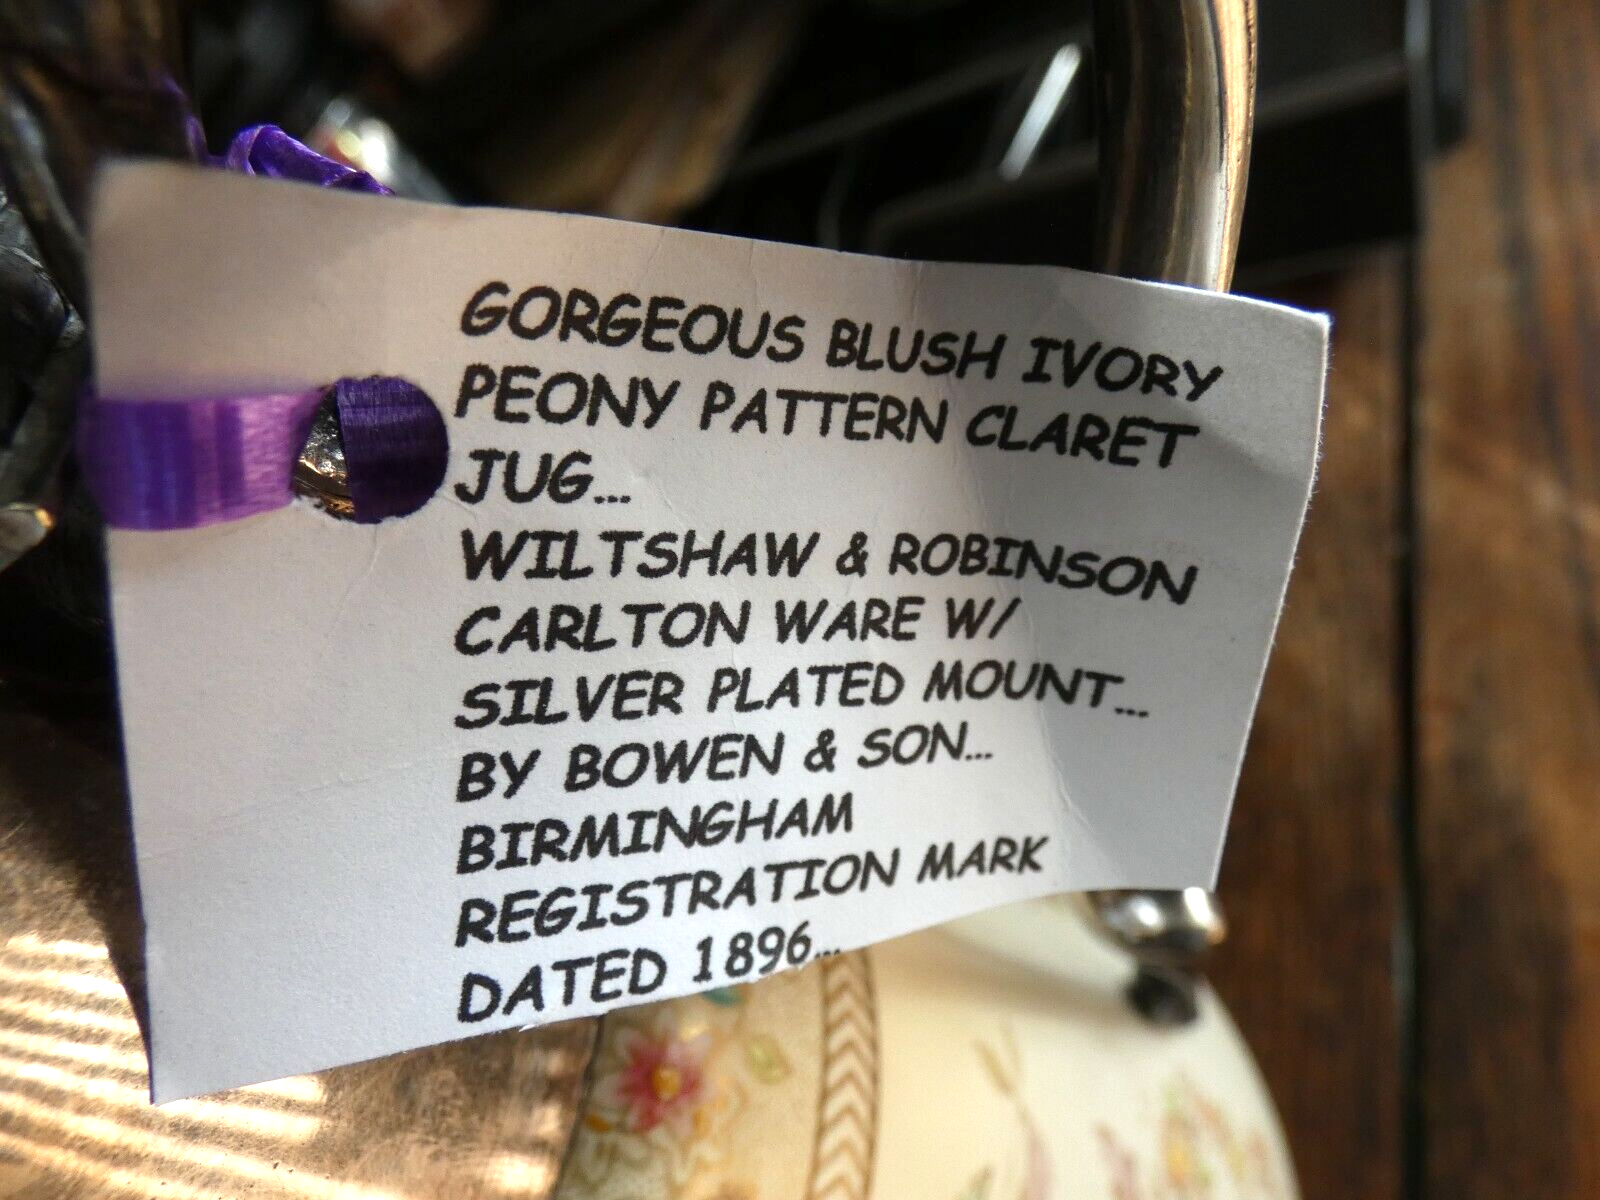 GORGEOUS BLUSH IVORY
PEONY PATTERN CLARET
JUG...
WILTSHAW & ROBINSON
CARLTON WARE W/
SILVER PLATED MOUNT...
BY BOWEN & SON...
BIRMINGHAM
REGISTRATION MARK
DATED 1896...